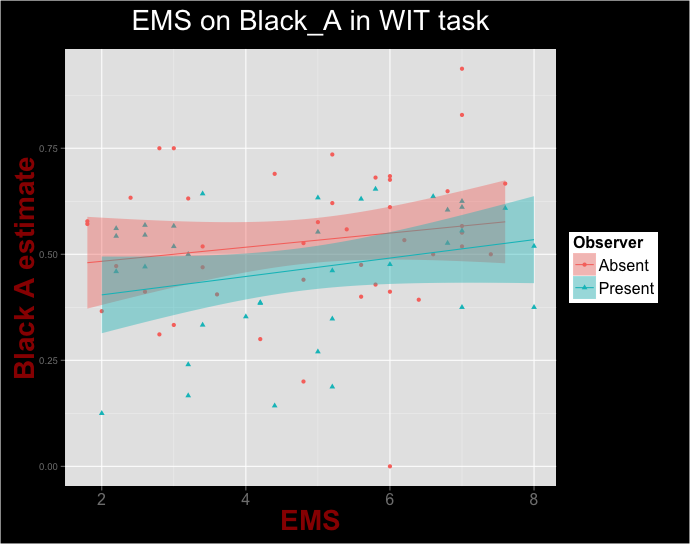 EMS on Black_A in WIT task
Black A estimate
0.75
0.50
0.25
0.00
2 4 6 8
EMS
Observer
Absent
Present